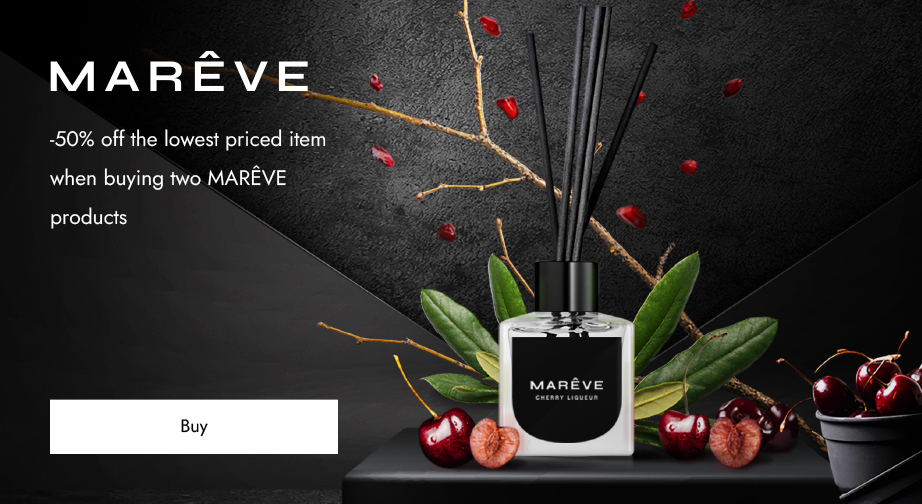 MARÊVE
-50% off the lowest priced item
when buying two MARÊVE
products
Buy
MARÊVE
CHERRY LIQUEUR